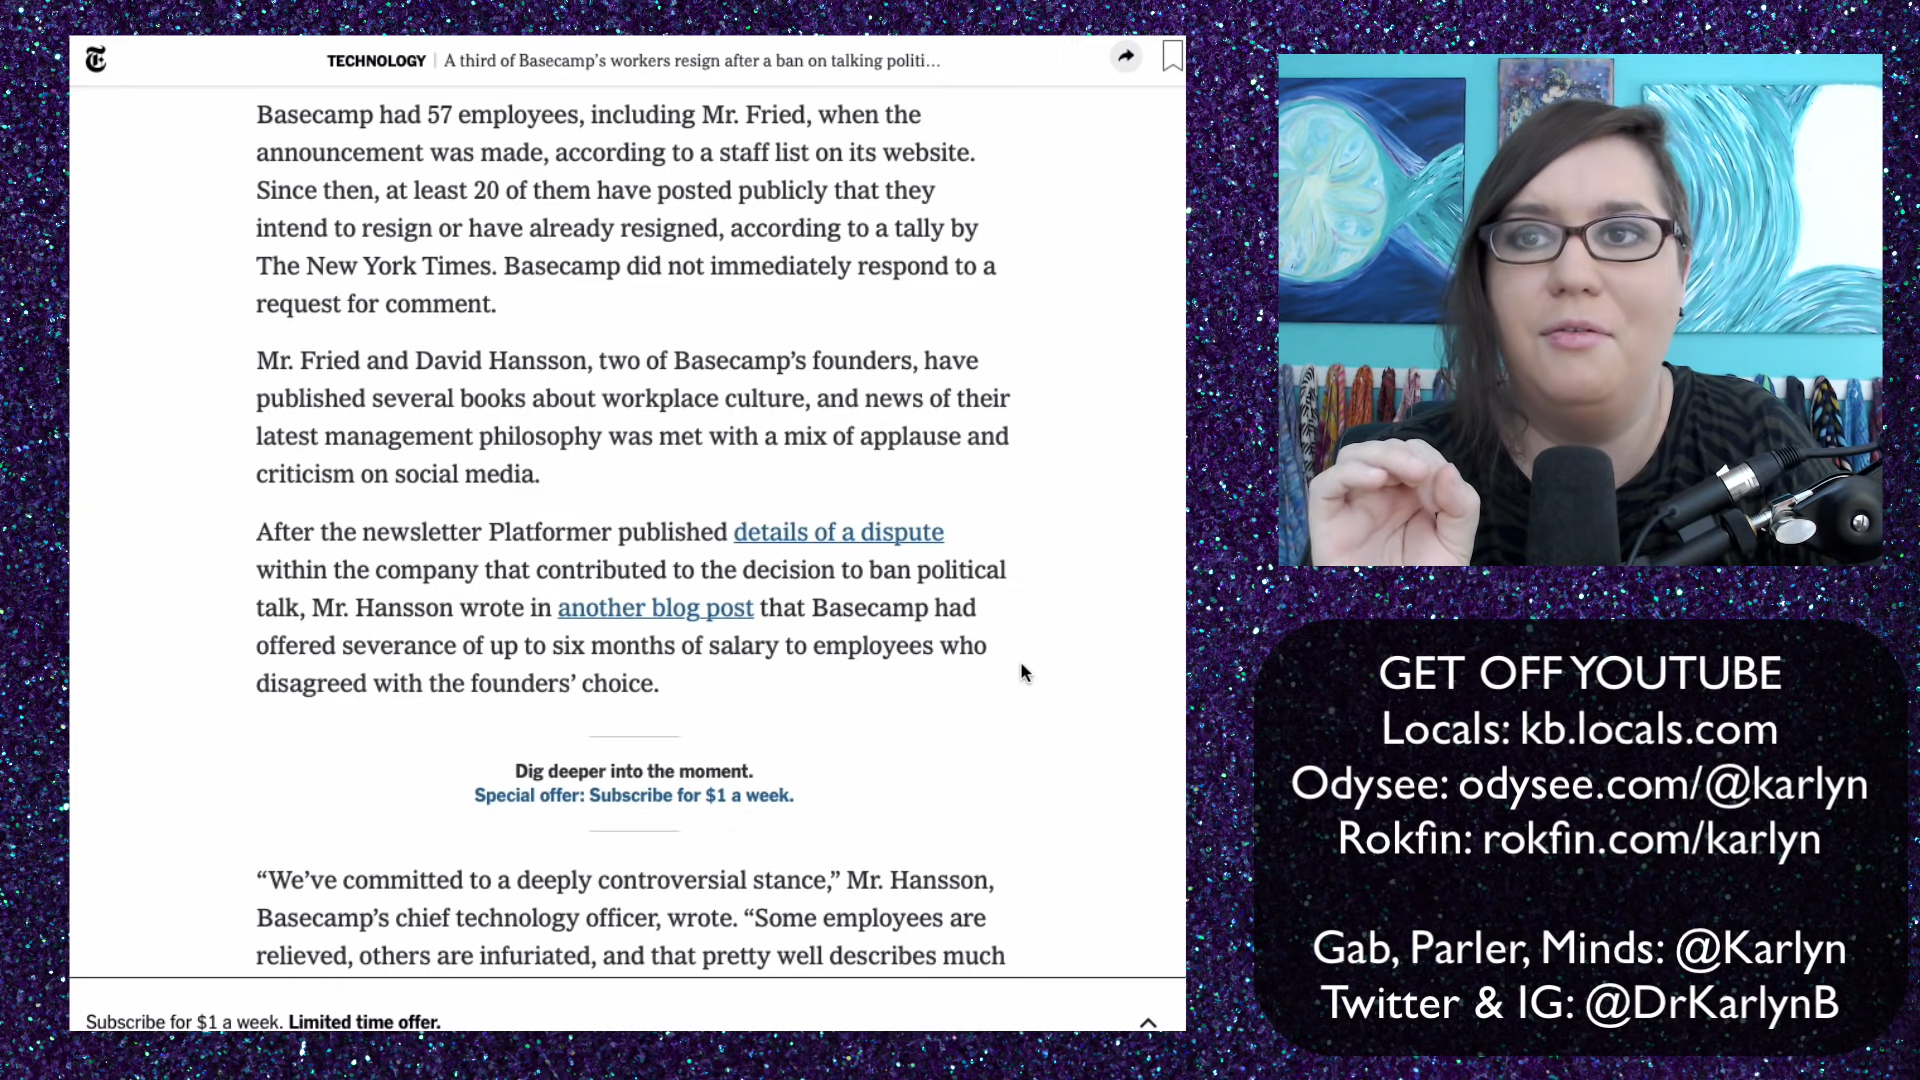 TECHNOLOGY | A third of Basecamp's workers resign after a ban on talking politi...
Basecamp had 57 employees, including Mr. Fried, when the
announcement was made, according to a staff list on its website.
Since then, at least 20 of them have posted publicly that they
intend to resign or have already resigned, according to a tally by
The New York Times. Basecamp did not immediately respond to a
request for comment.
Mr. Fried and David Hansson, two of Basecamp's founders, have
published several books about workplace culture, and news of their
latest management philosophy was met with a mix of applause and
criticism on social media.
After the newsletter Platformer published details of a dispute
within the company that contributed to the decision to ban political
talk, Mr. Hansson wrote in another blog post that Basecamp had
offered severance of up to six months of salary to employees who
disagreed with the founders' choice.
Dig deeper into the moment.
Special offer: Subscribe for $1 a week.
“We've committed to a deeply controversial stance,” Mr. Hansson,
Basecamp's chief technology officer, wrote. “Some employees are
relieved, others are infuriated, and that pretty well describes much
Subscribe for $1 a week. Limited time offer.
GET OFF YOUTUBE
Locals: kb.locals.com
Odysee: odysee.com/@karlyn
Rokfin: rokfin.com/karlyn
Gab, Parler, Minds: @Karlyn
Twitter & IG: @DrKarlynB